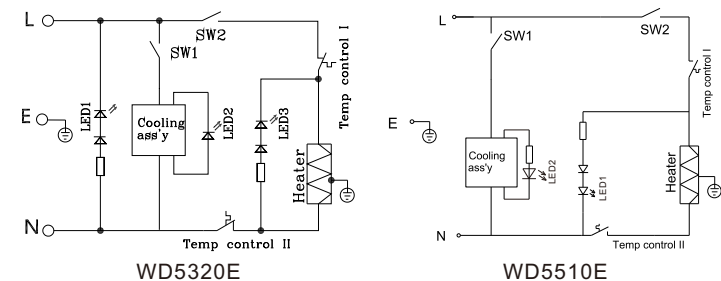 L
SW2
SW1
Temp control I
E
LED1
Cooling
ass'y
LED2
LED3
Heater
N
Temp control II
WD5320E
L
SW1
SW2
Temp control I
E
Cooling
ass'y
LED2
LED1
Heater
N
Temp control II
WD5510E